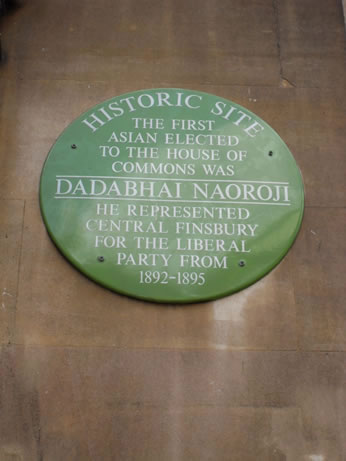 HISTORIC SITE
THE FIRST
ASIAN ELECTED
TO THE HOUSE OF
COMMONS WAS
DADABHAI NAOROJI
HE REPRESENTED
CENTRAL FINSBURY
FOR THE LIBERAL
PARTY FROM
1892-1895